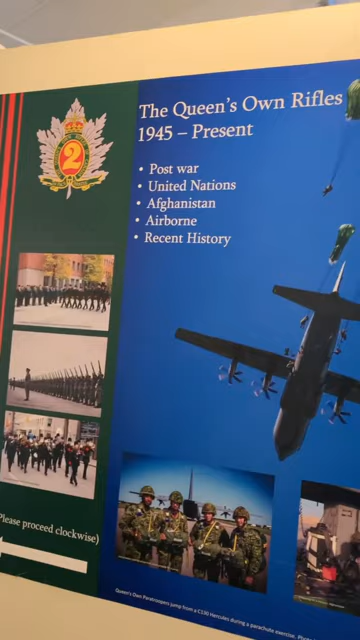 The Queen's Own Rifles
1945 – Present
• Post war
• United Nations
• Afghanistan
• Airborne
• Recent History
2
Please proceed clockwise)
Queen's Own Paratroopers jump from a C130 Hercules during a parachute exercise.